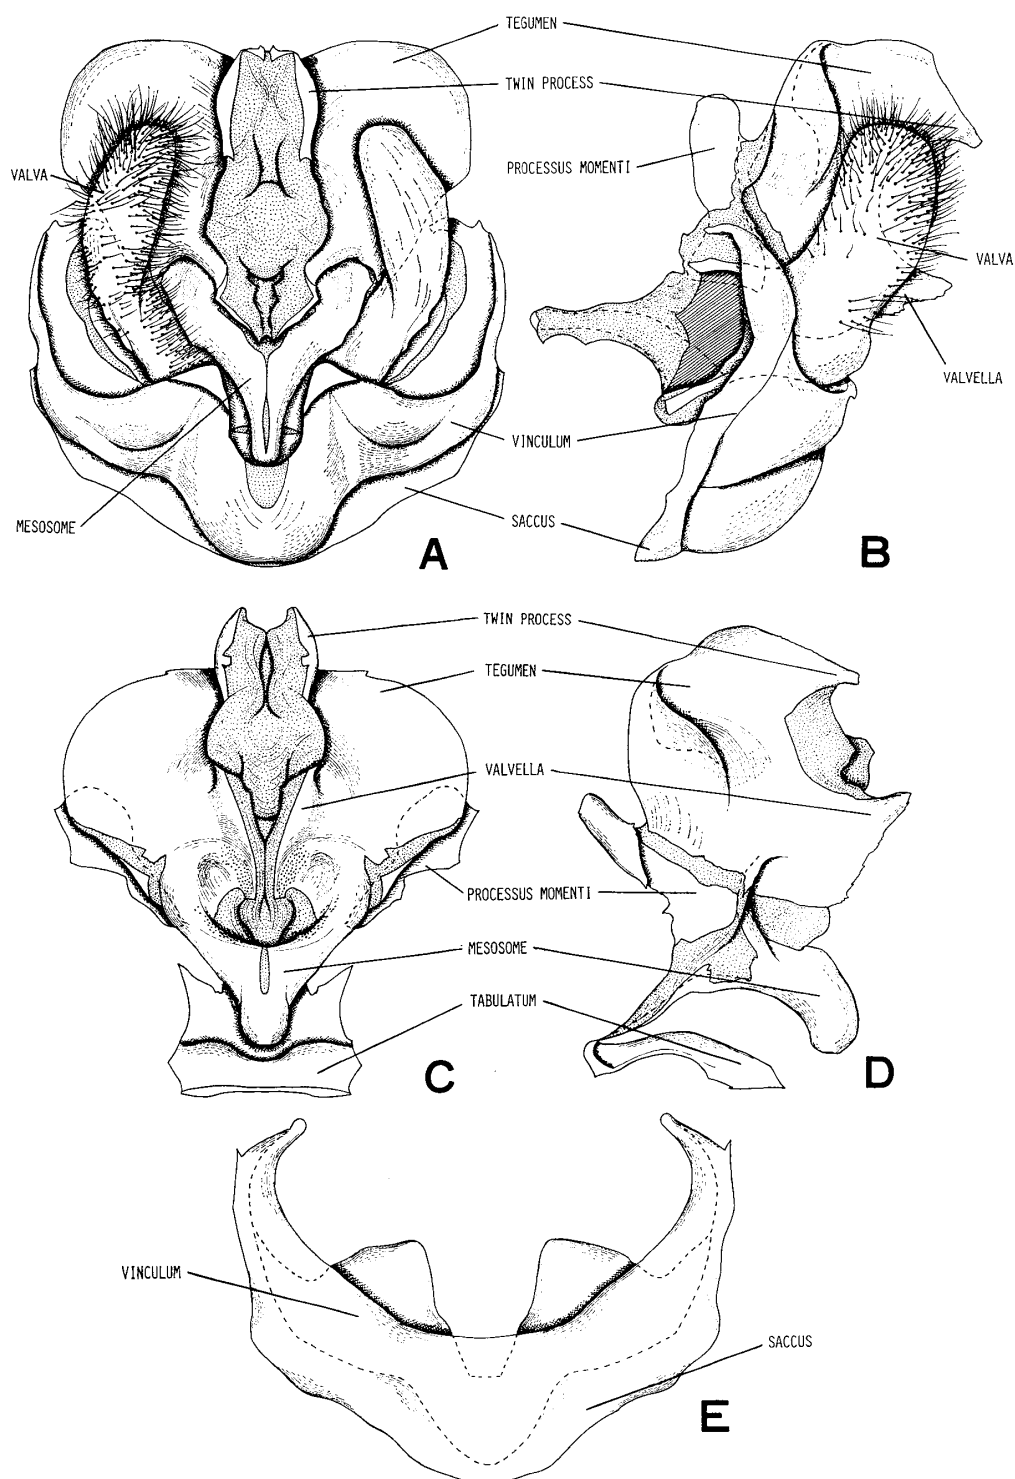 TEGUMEN
TWIN PROCESS
PROCESSUS MOMENTI
VALVA
VALVA
VALVELLA
VINCULUM
SACCUS
MESOSOME
A
B
TWIN PROCESS
TEGUMEN
VALVELLA
PROCESSUS MOMENTI
MESOSOME
TABULATUM
C
D
VINCULUM
SACCUS
E